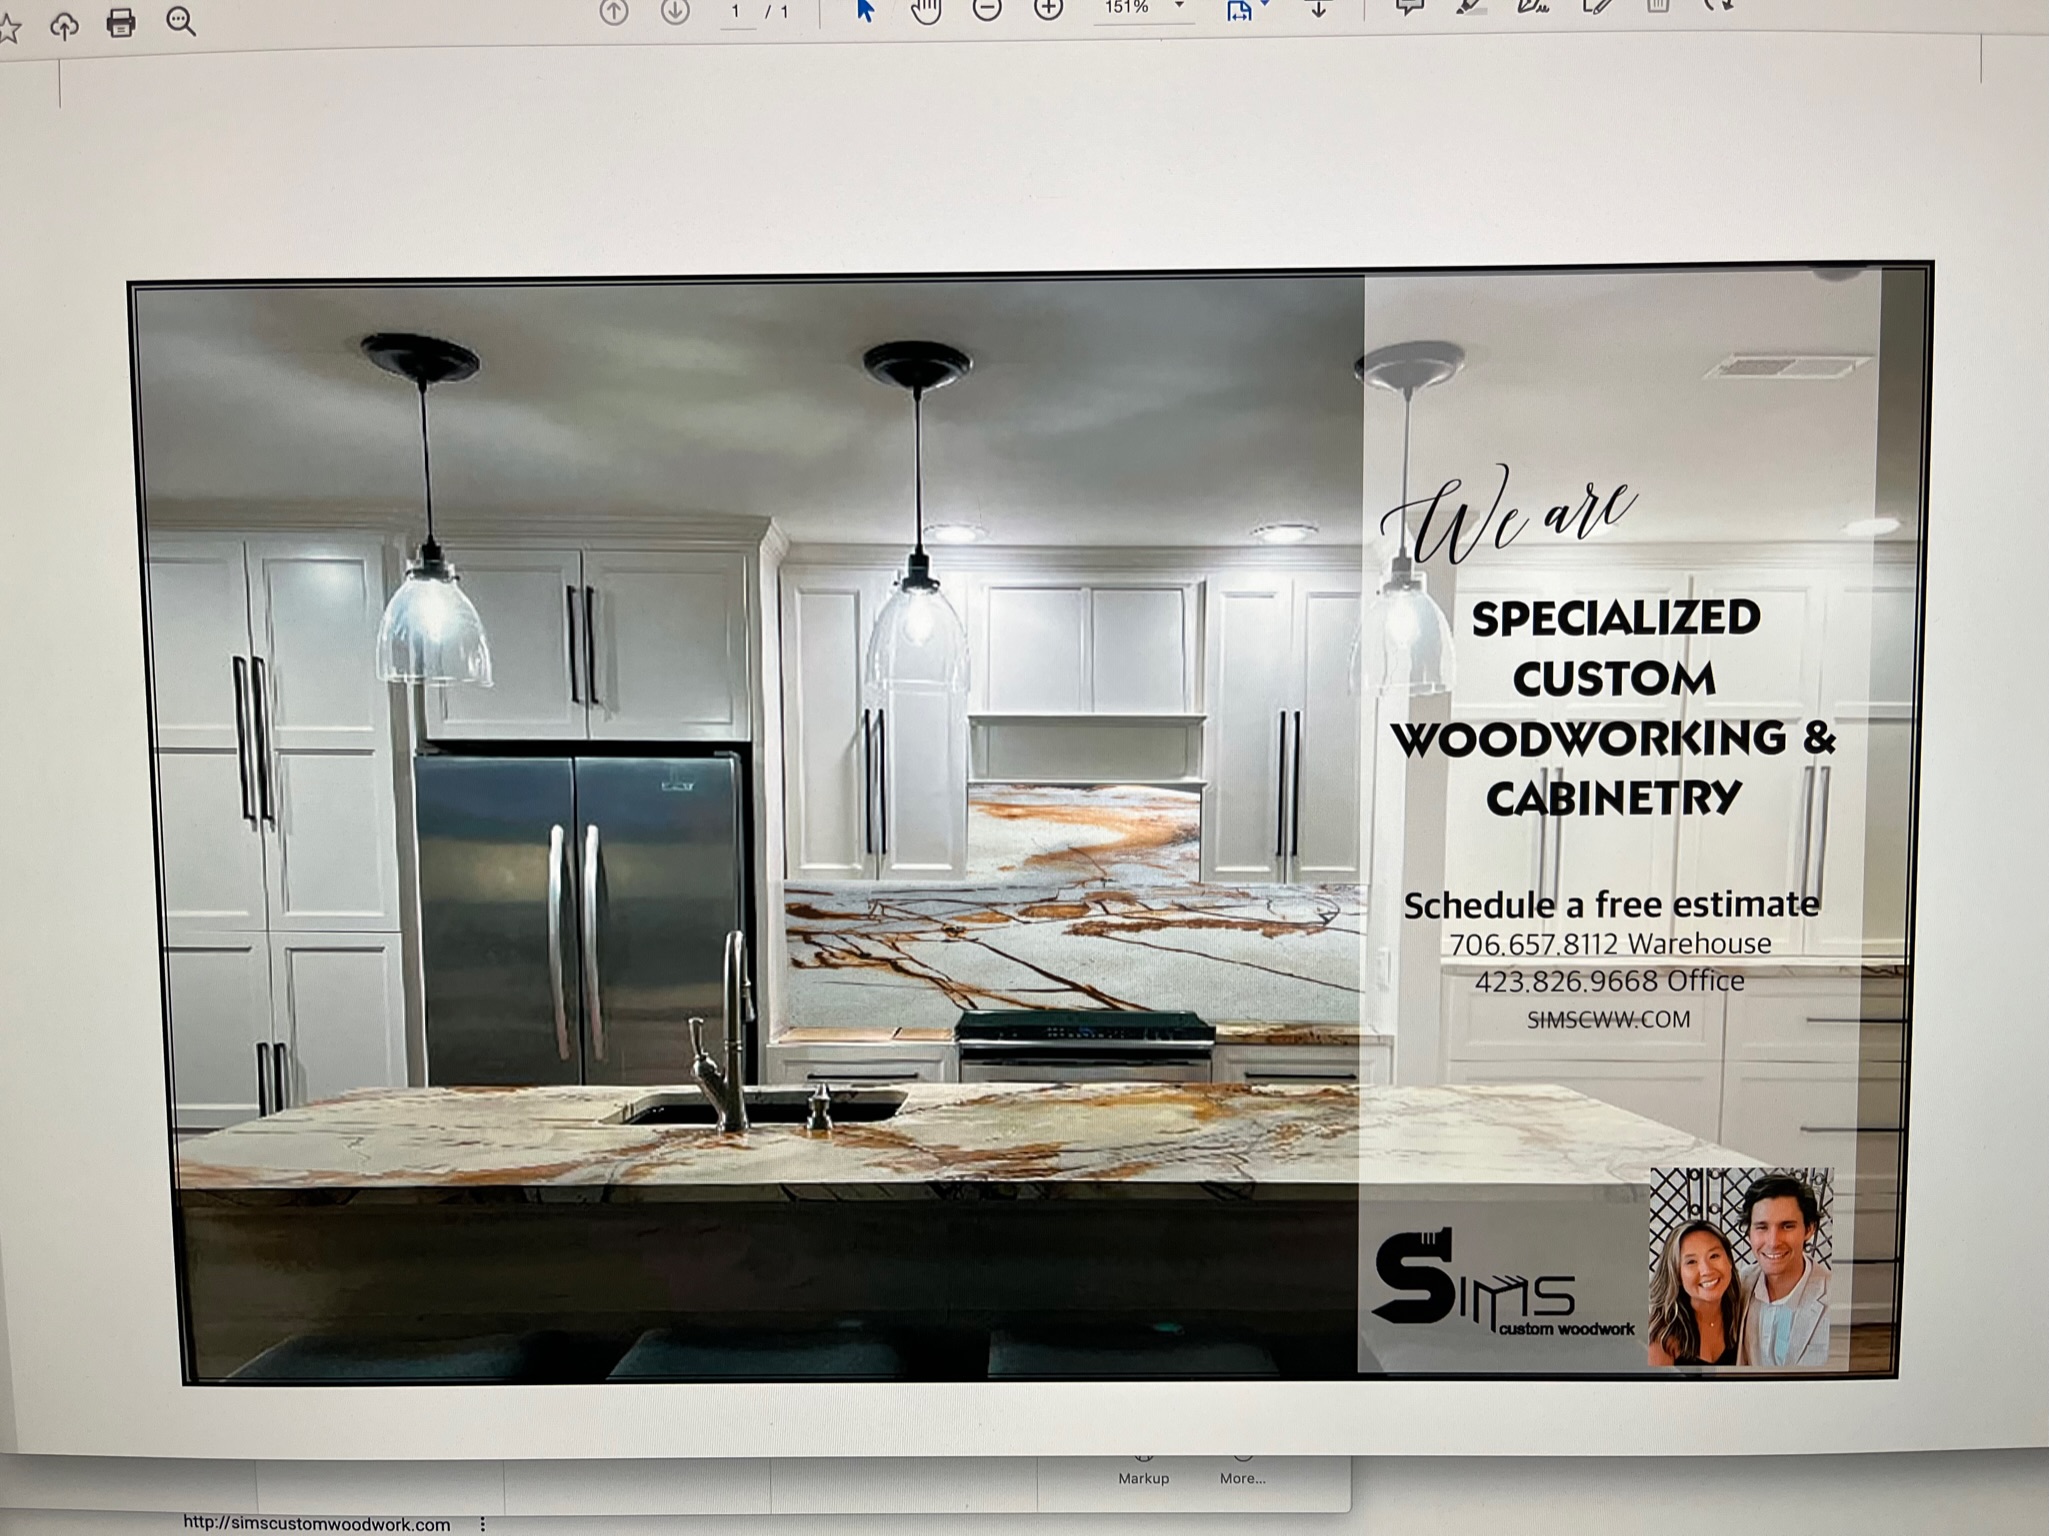 1 / 1
151%
We are
SPECIALIZED
CUSTOM
WOODWORKING &
CABINETRY
Schedule a free estimate
706.657.8112 Warehouse
423.826.9668 Office
SIMSCWW.COM
SIMS
custom woodwork
Markup More...
http://simscustomwoodwork.com